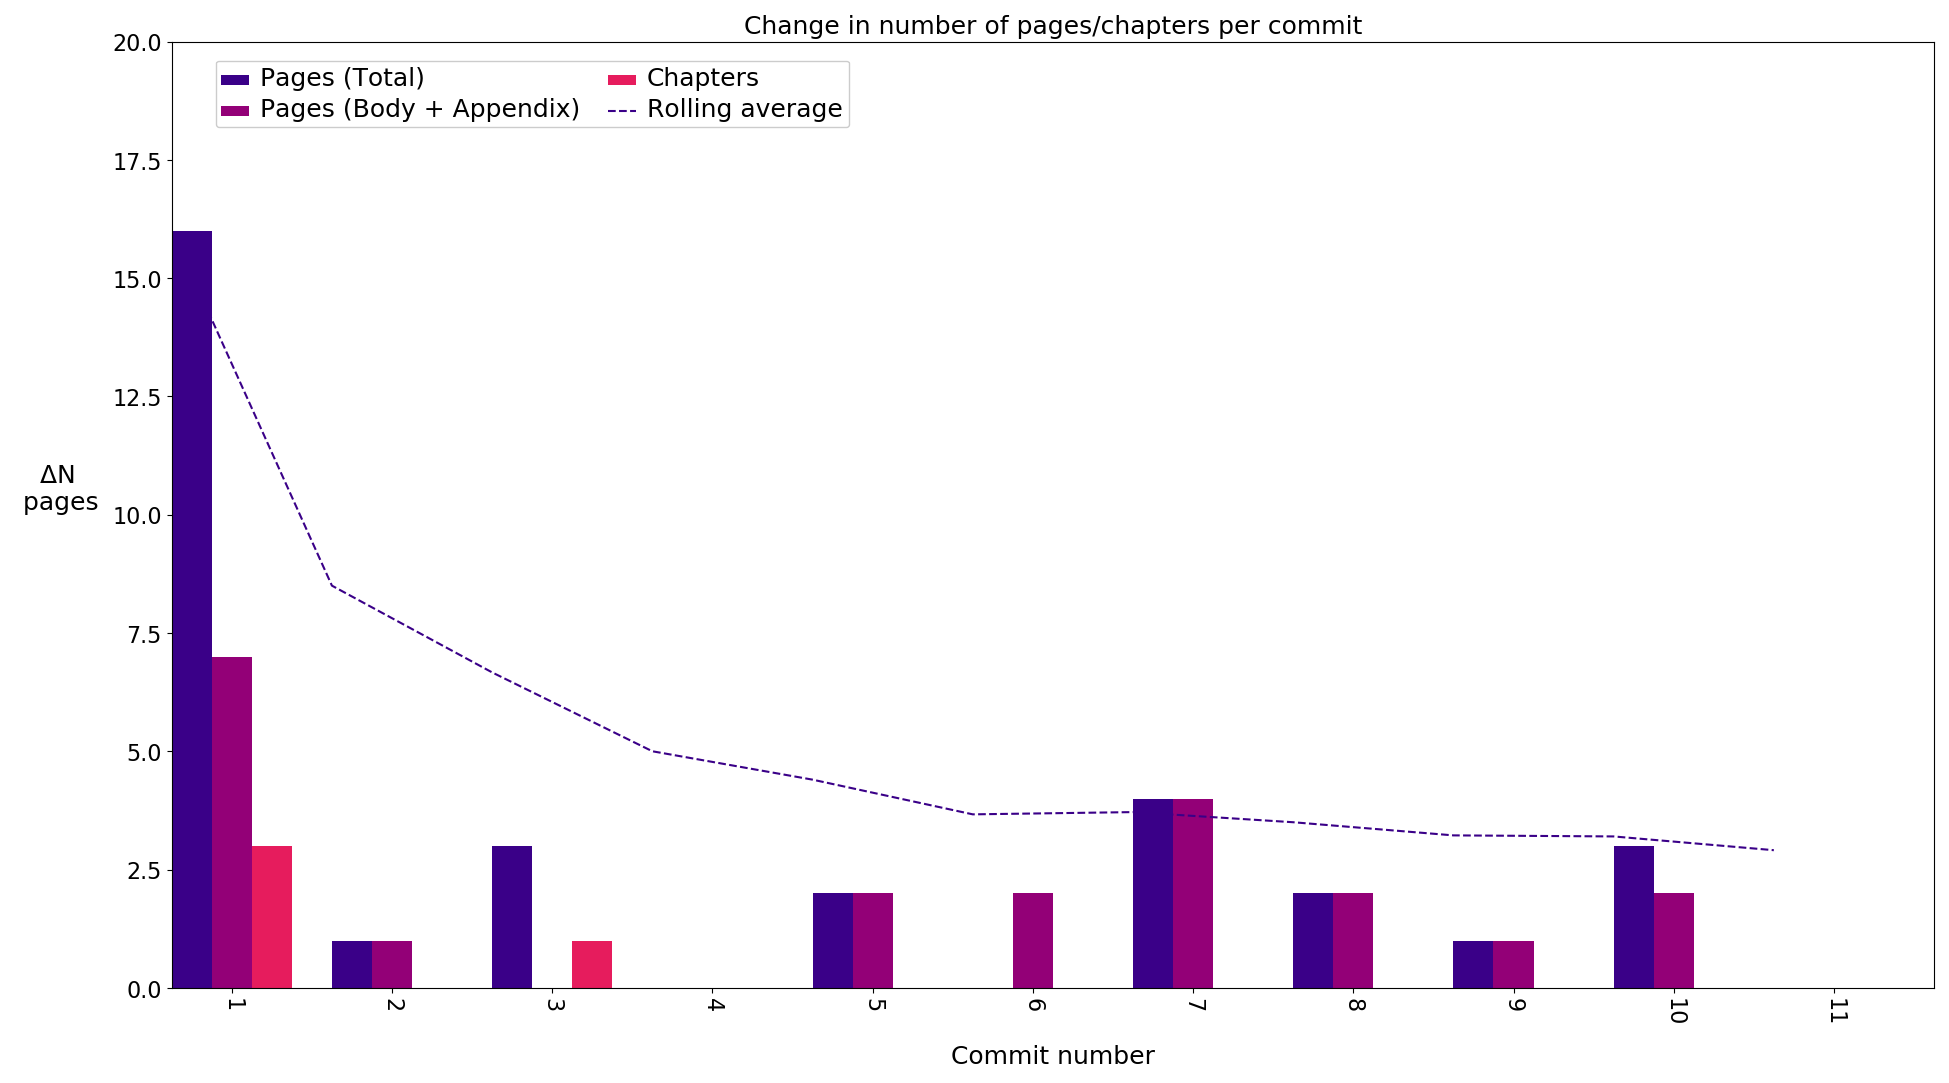 Change in number of pages/chapters per commit
20.0
Pages (Total)
Pages (Body + Appendix)
Chapters
Rolling average
17.5
15.0
12.5
ΔN
pages
10.0
7.5
5.0
2.5
0.0
1 2 3 4 5 6 7 8 9 10 11
Commit number